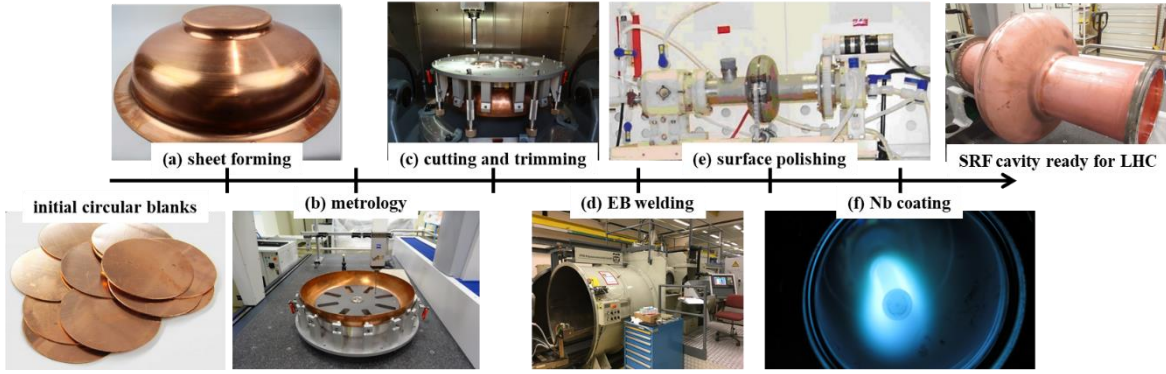 (a) sheet forming
(c) cutting and trimming
(e) surface polishing
SRF cavity ready for LHC
initial circular blanks
(b) metrology
(d) EB welding
(f) Nb coating